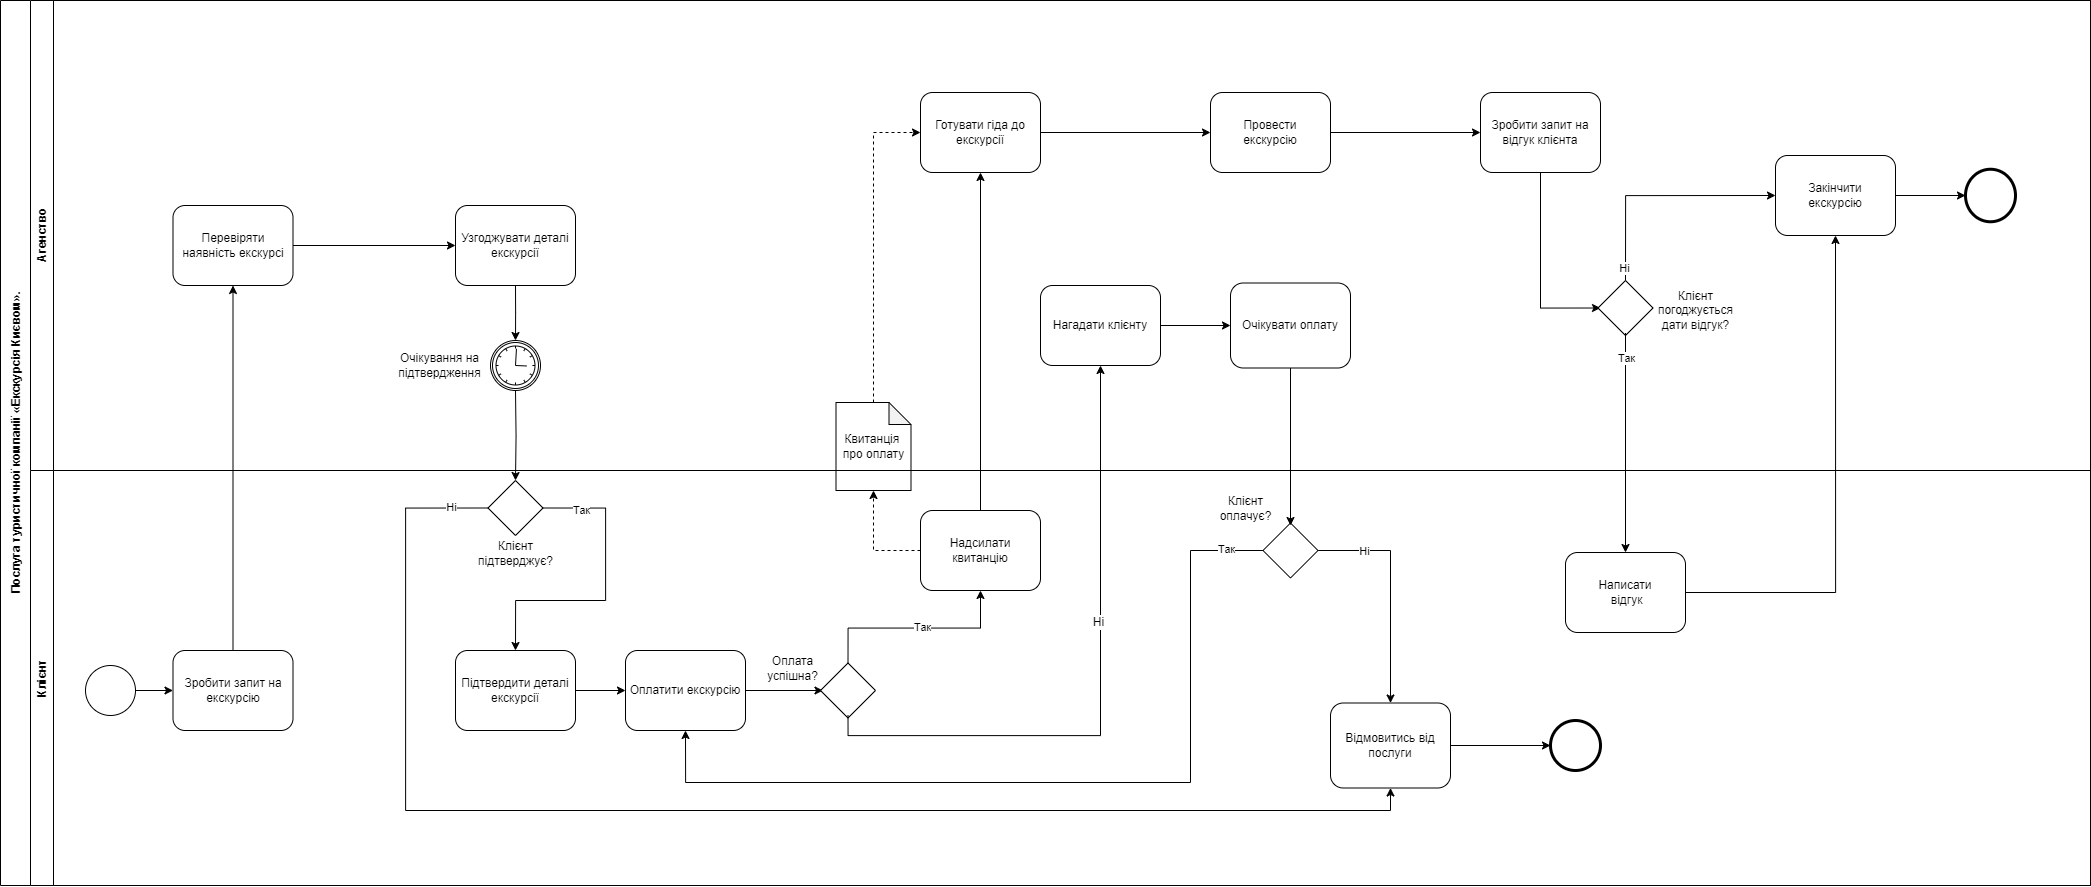 Послуга туристичної компанії «Екскурсія Києвом».
Агенство
Клієнт
Зробити запит на
екскурсію
Перевіряти
наявність екскурсі
Узгоджувати деталі
екскурсії
Очікування на
підтвердження
Ні
Так
Клієнт
підтверджує?
Підтвердити деталі
екскурсії
Оплатити екскурсію
Оплата
успішна?
Так
Ні
Надсилати
квитанцію
Квитанція
про оплату
Готувати гіда до
екскурсії
Провести
екскурсію
Зробити запит на
відгук клієнта
Нагадати клієнту
Очікувати оплату
Клієнт
оплачує?
Так
Ні
Відмовитись від
послуги
Ні
Клієнт
погоджується
дати відгук?
Так
Написати
відгук
Закінчити
екскурсію